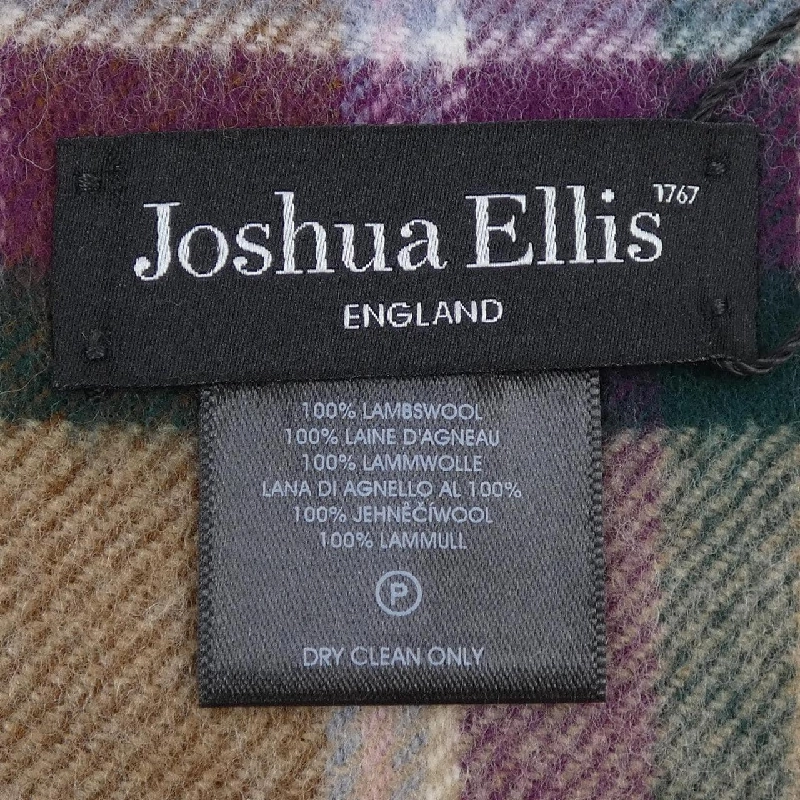 Joshua Ellis 1767
ENGLAND
100% LAMBSWOOL
100% LAINE D'AGNEAU
100% LAMMWOLLE
LANA DI AGNELLO AL 100%
100% JEHNĚČÍWOOL
100% LAMMULL
P
DRY CLEAN ONLY